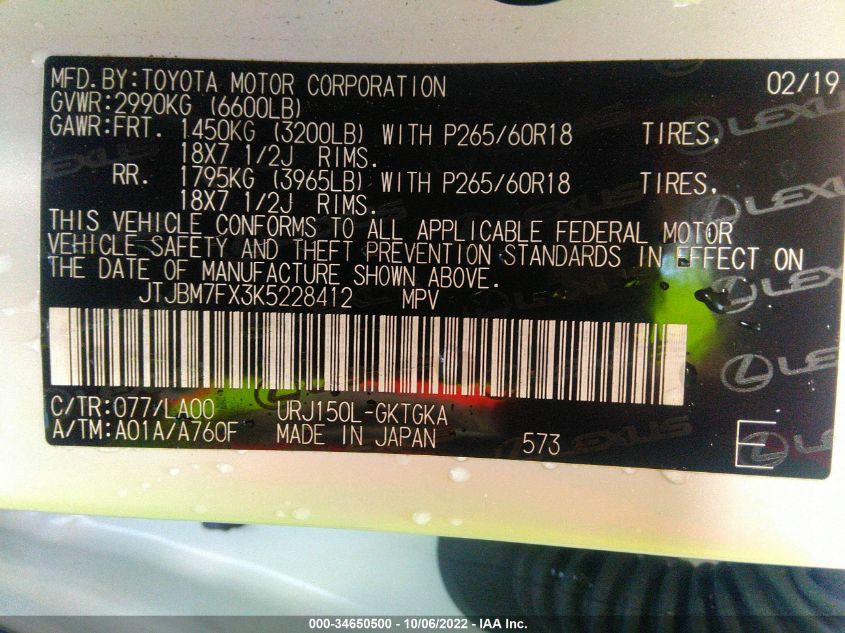 MFD.BY:TOYOTA MOTOR CORPORATION 02/19
GVWR:2990KG (6600LB)
GAWR:FRT. 1450KG (3200LB) WITH P265/60R18 TIRES,
18X7 1/2J RIMS.
RR. 1795KG (3965LB) WITH P265/60R18 TIRES,
18X7 1/2J RIMS.
THIS VEHICLE CONFORMS TO ALL APPLICABLE FEDERAL MOTOR
VEHICLE SAFETY AND THEFT PREVENTION STANDARDS IN EFFECT ON
THE DATE OF MANUFACTURE SHOWN ABOVE.
JTJBM7FX3K5228412 MPV
C/TR:077/LA00 URJ150L-GKTGKA
A/TM:A01A/A760F MADE IN JAPAN 573 E
LEXUS
LEXUS
LEXUS
LEXUS
000-34650500 - 10/06/2022 - IAA Inc.